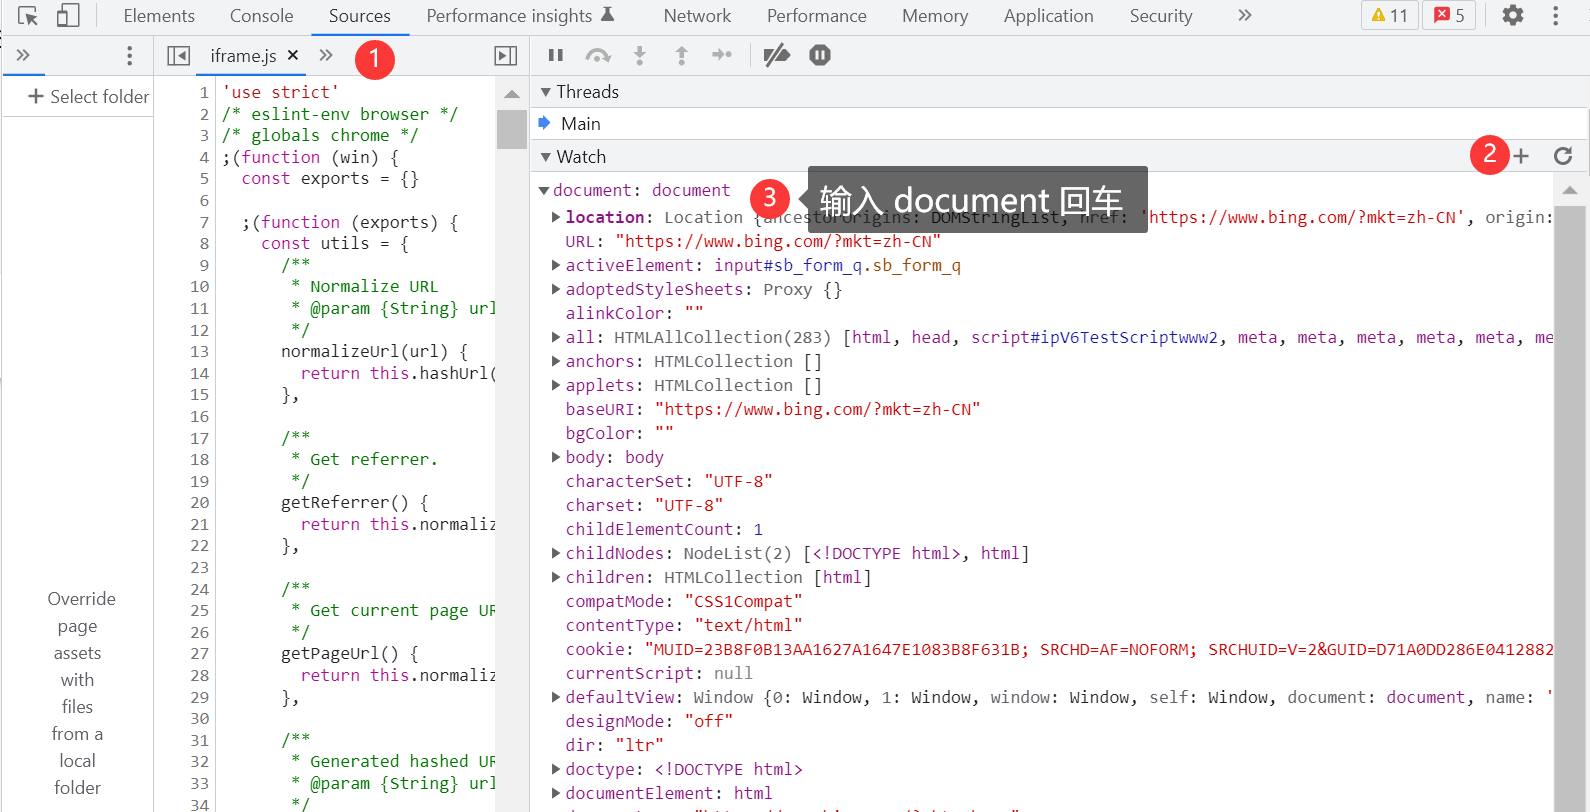 Elements Console Sources Performance insights Network Performance Memory Application Security 11 5
iframe.js
1
Select folder
Override
page
assets
with
files
from a
local
folder
1 'use strict'
2 /* eslint-env browser */
3 /* globals chrome */
4 ;(function (win) {
5 const exports = {}
6
7 ;(function (exports) {
8 const utils = {
9 /**
10 * Normalize URL
11 * @param {String} url
12 */
13 normalizeUrl(url) {
14 return this.hashUrl(
15 },
16
17 /**
18 * Get referrer.
19 */
20 getReferrer() {
21 return this.normaliz
22 },
23
24 /**
25 * Get current page UR
26 */
27 getPageUrl() {
28 return this.normaliz
29 },
30
31 /**
32 * Generated hashed UR
33 * @param {String} url
34 */
Threads
Main
Watch
2
document: document
3
输入 document 回车
location: Location {ancestorOrigins: DOMStringList, href: 'https://www.bing.com/?mkt=zh-CN', origin:
URL: "https://www.bing.com/?mkt=zh-CN"
activeElement: input#sb_form_q.sb_form_q
adoptedStyleSheets: Proxy {}
alinkColor: ""
all: HTMLAllCollection(283) [html, head, script#ipV6TestScriptwww2, meta, meta, meta, meta, meta, me
anchors: HTMLCollection []
applets: HTMLCollection []
baseURI: "https://www.bing.com/?mkt=zh-CN"
bgColor: ""
body: body
characterSet: "UTF-8"
charset: "UTF-8"
childElementCount: 1
childNodes: NodeList(2) [<!DOCTYPE html>, html]
children: HTMLCollection [html]
compatMode: "CSS1Compat"
contentType: "text/html"
cookie: "MUID=23B8F0B13AA1627A1647E1083B8F631B; SRCHD=AF=NOFORM; SRCHUID=V=2&GUID=D71A0DD286E0412882
currentScript: null
defaultView: Window {0: Window, 1: Window, window: Window, self: Window, document: document, name: '
designMode: "off"
dir: "ltr"
doctype: <!DOCTYPE html>
documentElement: html